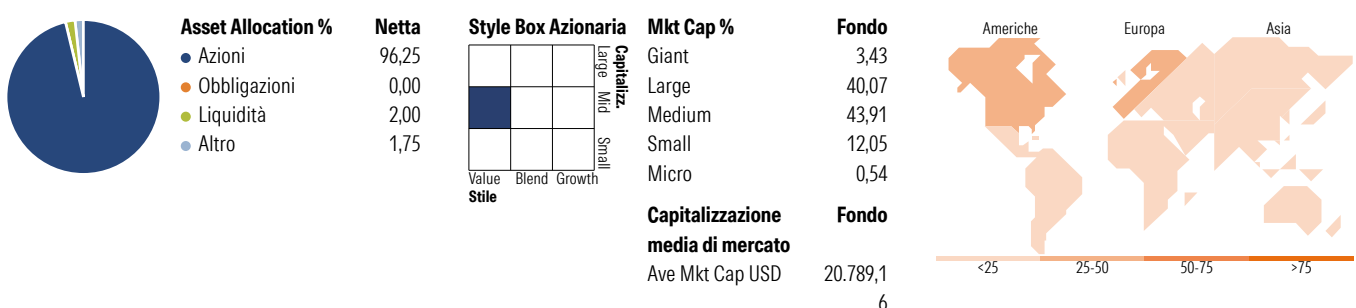 Asset Allocation % Netta
Azioni 96,25
Obbligazioni 0,00
Liquidità 2,00
Altro 1,75
Style Box Azionaria
Capitalizz.
Large Mid Small
Value Blend Growth
Stile
Mkt Cap % Fondo
Giant 3,43
Large 40,07
Medium 43,91
Small 12,05
Micro 0,54
Capitalizzazione Fondo
media di mercato
Ave Mkt Cap USD 20.789,1
6
Americhe Europa Asia
<25 25-50 50-75 >75